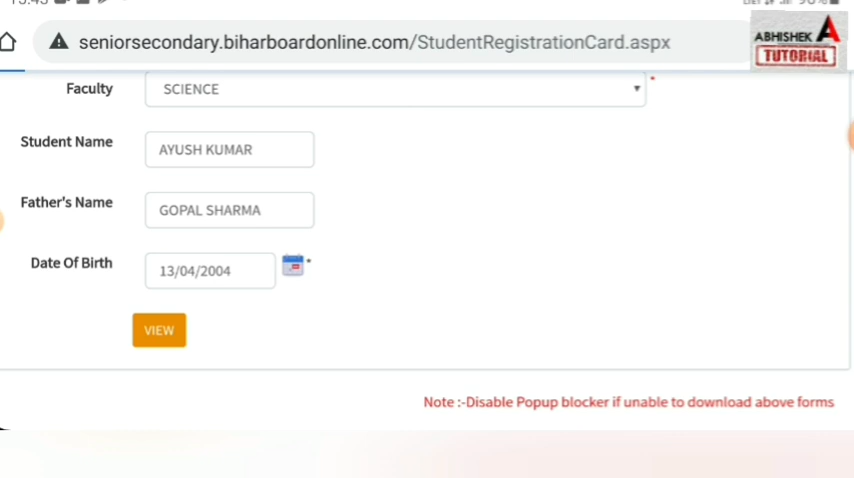 seniorsecondary.biharboardonline.com/StudentRegistrationCard.aspx
ABHISHEK A
TUTORIAL
Faculty SCIENCE *
Student Name AYUSH KUMAR
Father's Name GOPAL SHARMA
Date Of Birth 13/04/2004 *
VIEW
Note :-Disable Popup blocker if unable to download above forms